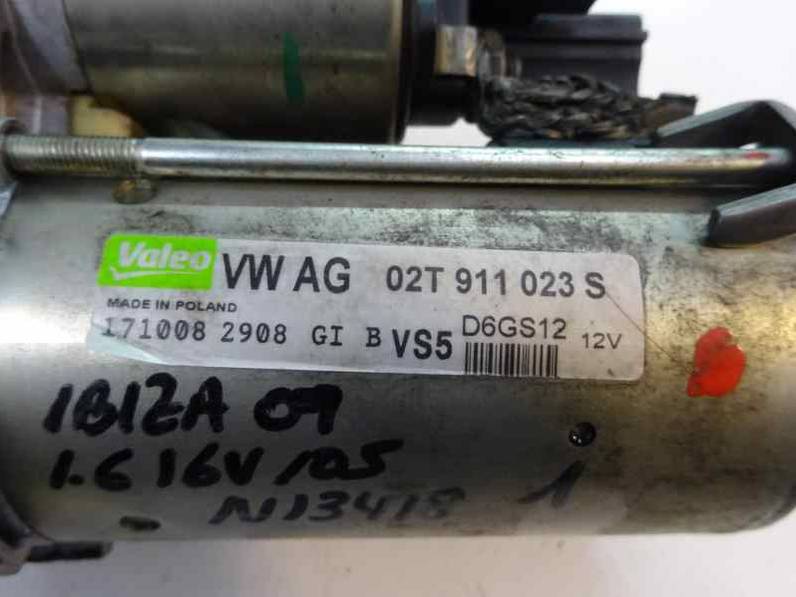 Valeo VW AG 02T 911 023 S
MADE IN POLAND
171008 2908 GI B VS5 D6GS12 12V
IBIZA 09
1.6 16V 105
N13418 1